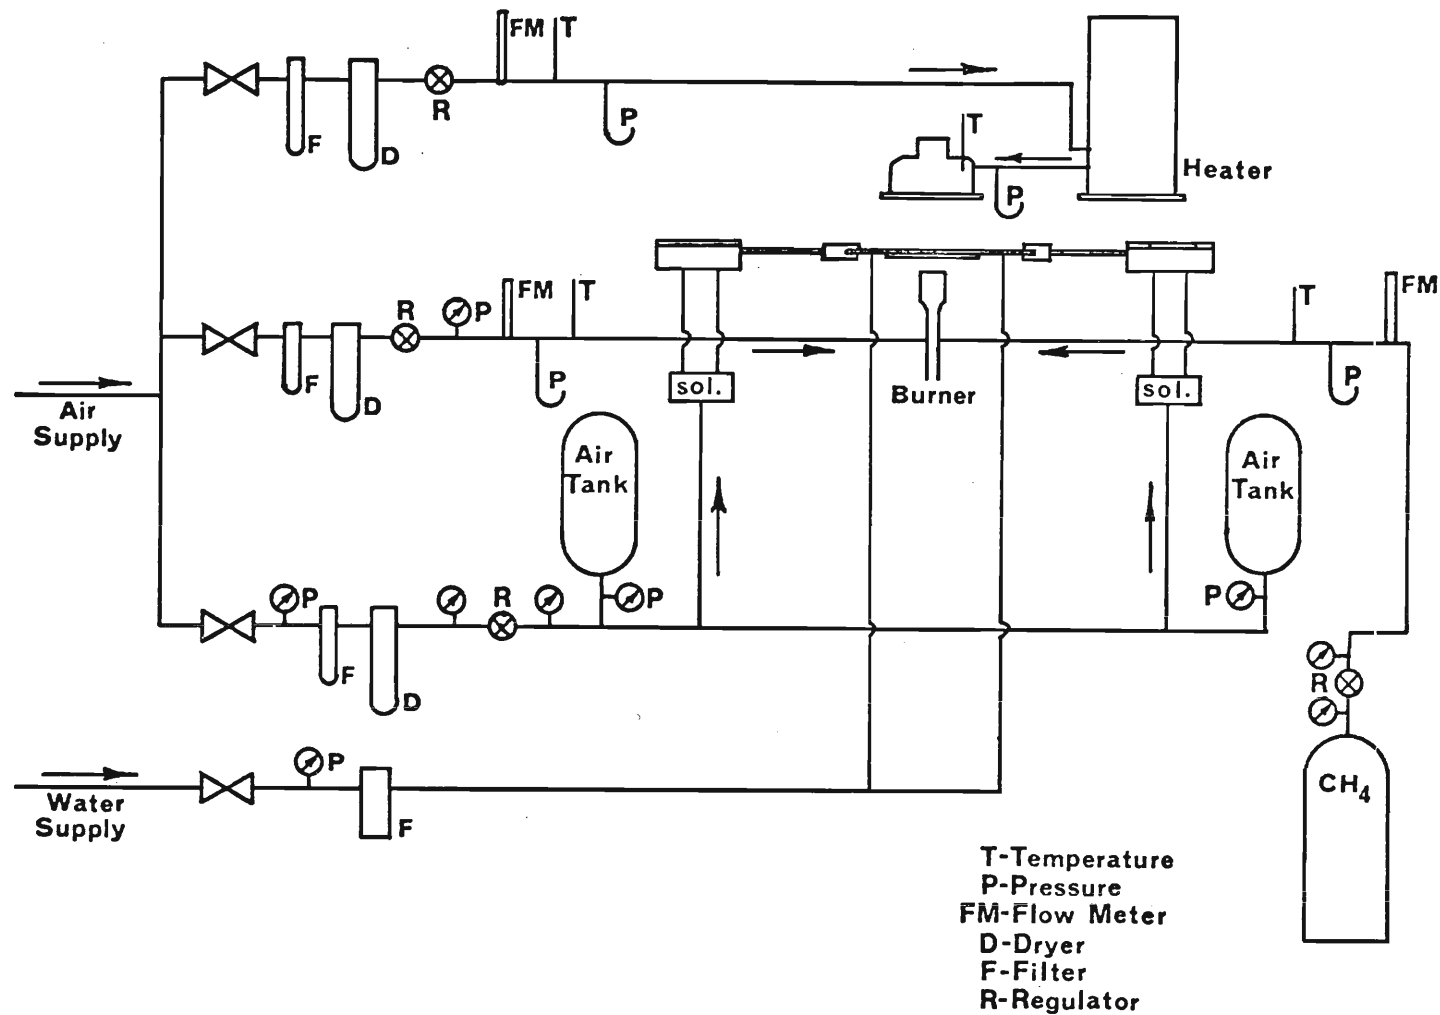 FM T
R
P
F
D
T
Heater
P
FM T
R
P
T
FM
F
D
P
sol.
Burner
sol.
P
Air
Supply
Air
Tank
Air
Tank
P
R
P
P
F
D
R
P
F
Water
Supply
CH4
T-Temperature
P-Pressure
FM-Flow Meter
D-Dryer
F-Filter
R-Regulator